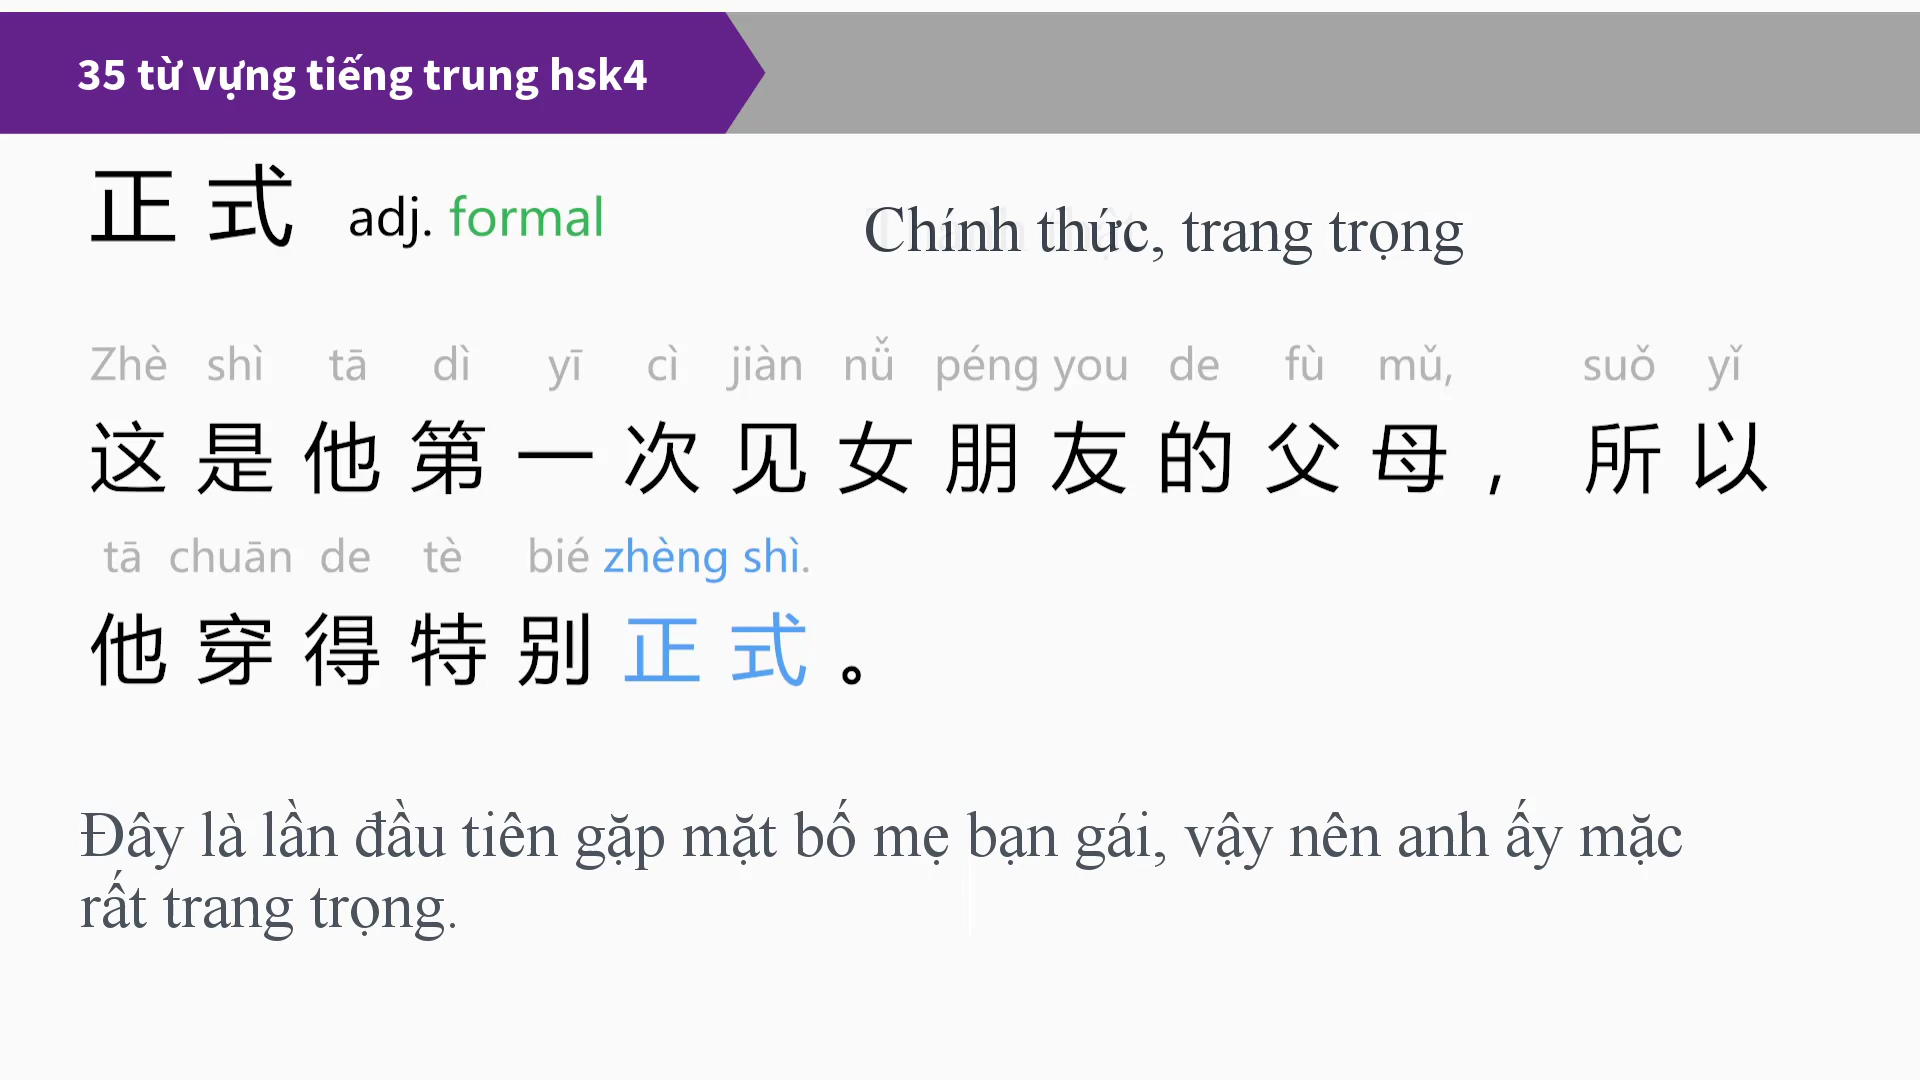 35 từ vựng tiếng trung hsk4
正式 adj. formal Chính thức, trang trọng
Zhè shì tā dì yī cì jiàn nǚ péng you de fù mǔ, suǒ yǐ
这是他第一次见女朋友的父母，所以
tā chuān de tè bié zhèng shì.
他穿得特别正式。
Đây là lần đầu tiên gặp mặt bố mẹ bạn gái, vậy nên anh ấy mặc
rất trang trọng.